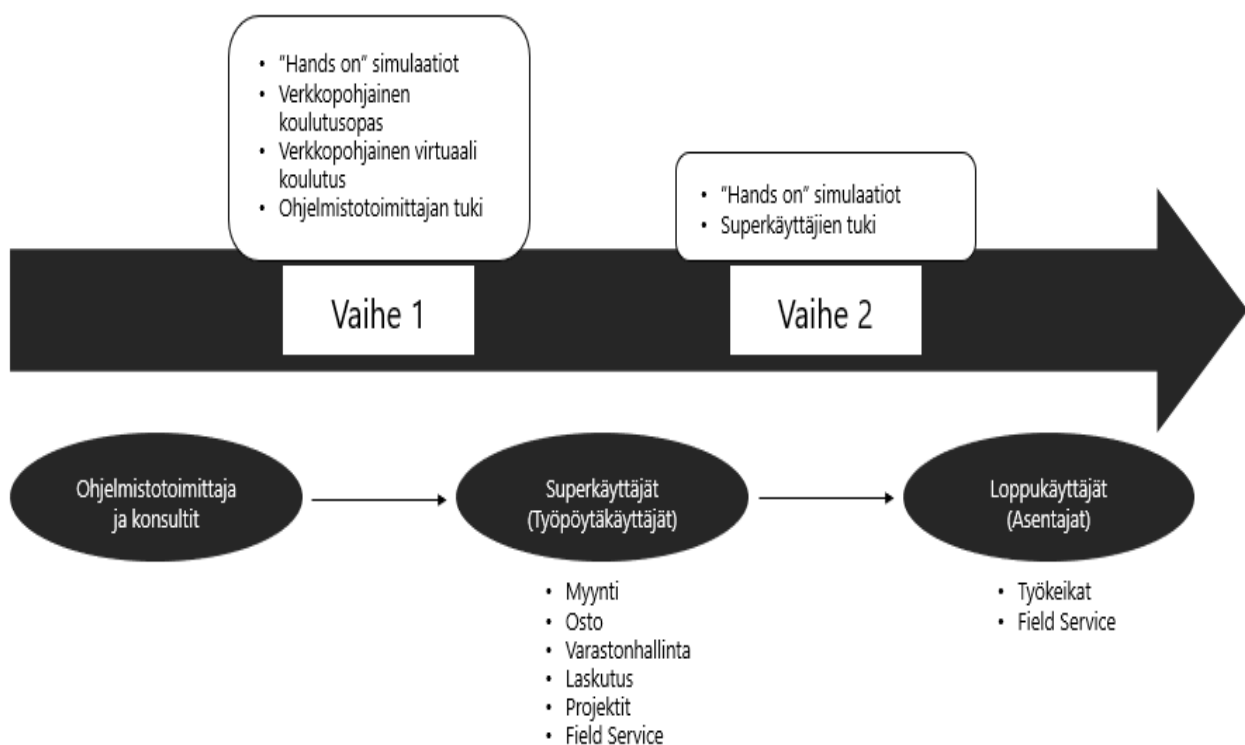 • "Hands on" simulaatiot
• Verkkopohjainen
koulutusopas
• Verkkopohjainen virtuaali
koulutus
• Ohjelmistotoimittajan tuki
• "Hands on" simulaatiot
• Superkäyttäjien tuki
Vaihe 1
Vaihe 2
Ohjelmistotoimittaja
ja konsultit
Superkäyttäjät
(Työpöytäkäyttäjät)
Loppukäyttäjät
(Asentajat)
• Myynti
• Osto
• Varastonhallinta
• Laskutus
• Projektit
• Field Service
• Työkeikat
• Field Service